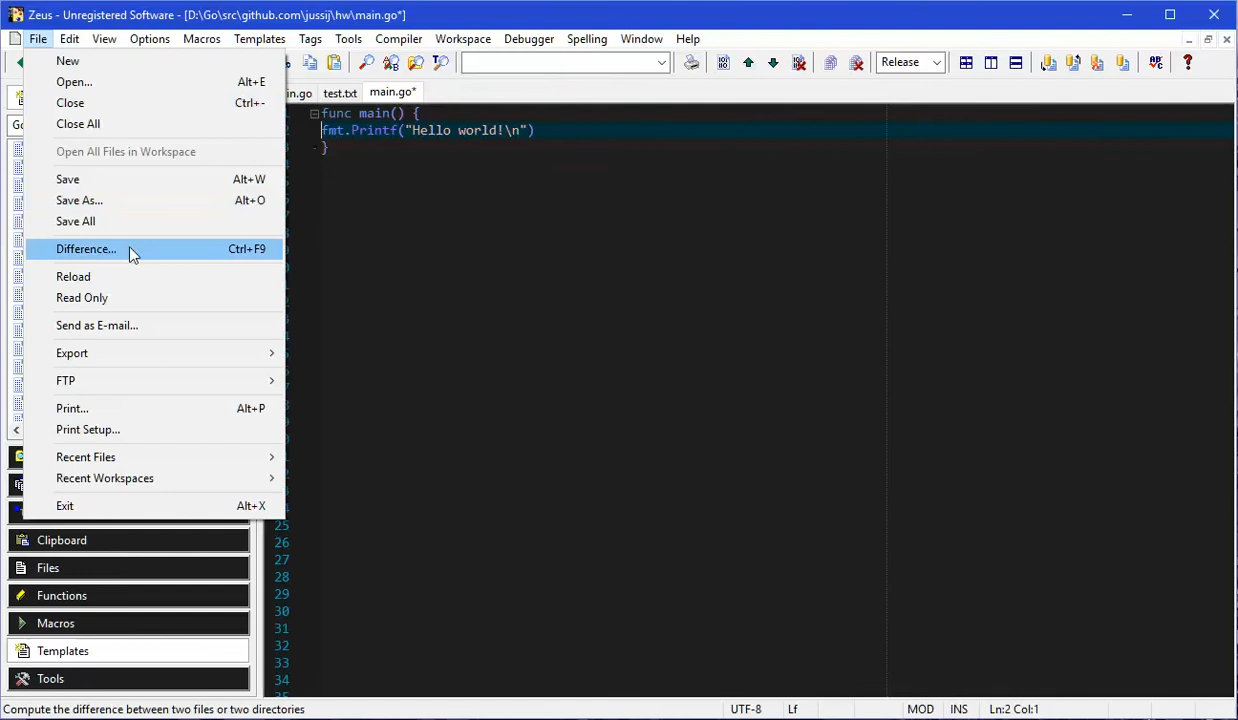 Zeus - Unregistered Software - [D:\Go\src\github.com\jussij\hw\main.go*]
File Edit View Options Macros Templates Tags Tools Compiler Workspace Debugger Spelling Window Help
Release
New
Open... Alt+E
Close Ctrl+-
Close All
Open All Files in Workspace
Save Alt+W
Save As... Alt+O
Save All
Difference... Ctrl+F9
Reload
Read Only
Send as E-mail...
Export
FTP
Print... Alt+P
Print Setup...
Recent Files
Recent Workspaces
Exit Alt+X
Go
Clipboard
Files
Functions
Macros
Templates
Tools
in.go test.txt main.go*
func main() {
fmt.Printf("Hello world!\n")
}
25
26
27
28
29
30
31
32
33
34
Compute the difference between two files or two directories UTF-8 Lf MOD INS Ln:2 Col:1